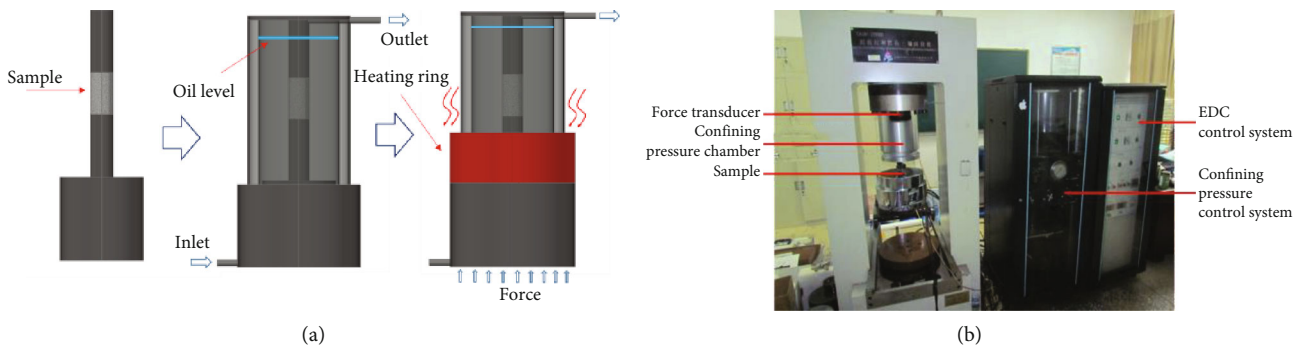 Sample
Oil level
Inlet
Outlet
Heating ring
Force
(a)
Force transducer
Confining
pressure chamber
Sample
EDC
control system
Confining
pressure
control system
(b)